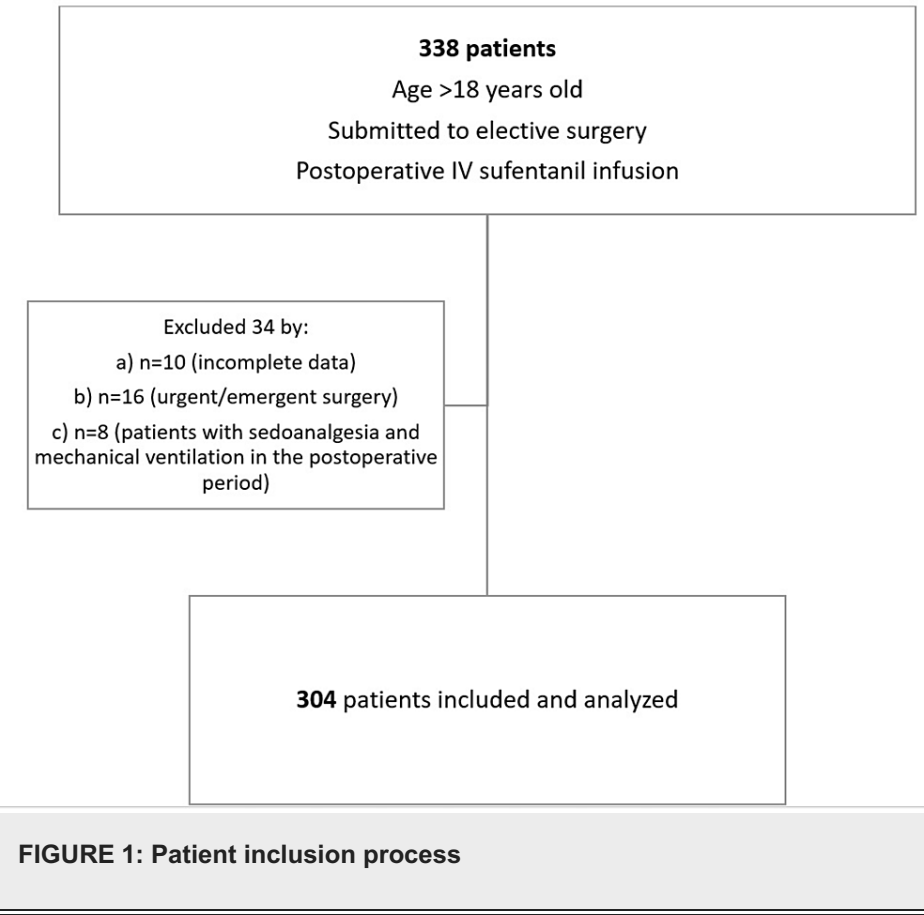 338 patients
Age >18 years old
Submitted to elective surgery
Postoperative IV sufentanil infusion
Excluded 34 by:
a) n=10 (incomplete data)
b) n=16 (urgent/emergent surgery)
c) n=8 (patients with sedoanalgesia and
mechanical ventilation in the postoperative
period)
304 patients included and analyzed
FIGURE 1: Patient inclusion process